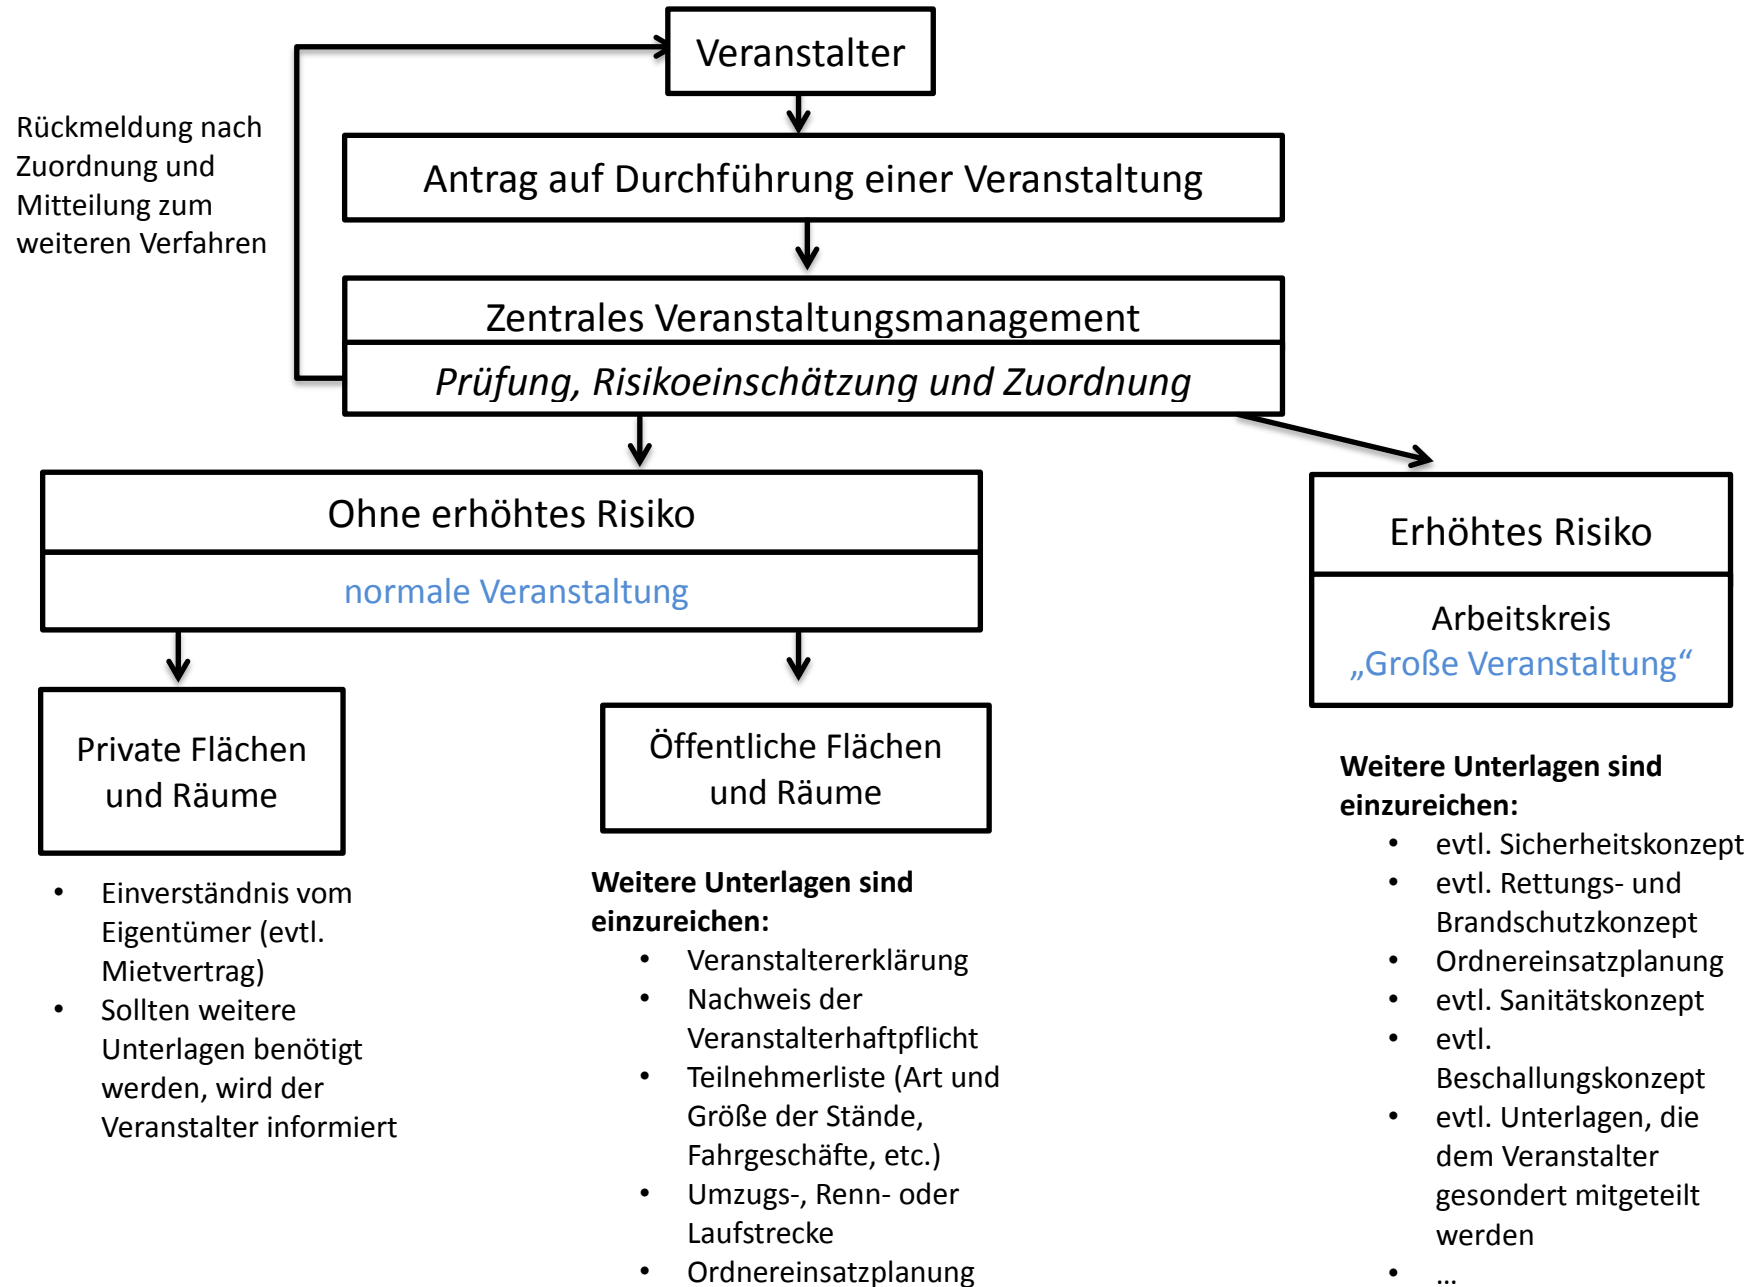 Veranstalter
Rückmeldung nach
Zuordnung und
Mitteilung zum
weiteren Verfahren
Antrag auf Durchführung einer Veranstaltung
Zentrales Veranstaltungsmanagement
Prüfung, Risikoeinschätzung und Zuordnung
Ohne erhöhtes Risiko
normale Veranstaltung
Erhöhtes Risiko
Arbeitskreis
„Große Veranstaltung“
Private Flächen
und Räume
• Einverständnis vom
Eigentümer (evtl.
Mietvertrag)
• Sollten weitere
Unterlagen benötigt
werden, wird der
Veranstalter informiert
Öffentliche Flächen
und Räume
Weitere Unterlagen sind
einzureichen:
• Veranstaltererklärung
• Nachweis der
Veranstalterhaftpflicht
• Teilnehmerliste (Art und
Größe der Stände,
Fahrgeschäfte, etc.)
• Umzugs-, Renn- oder
Laufstrecke
• Ordnereinsatzplanung
Weitere Unterlagen sind
einzureichen:
• evtl. Sicherheitskonzept
• evtl. Rettungs- und
Brandschutzkonzept
• Ordnereinsatzplanung
• evtl. Sanitätskonzept
• evtl.
Beschallungskonzept
• evtl. Unterlagen, die
dem Veranstalter
gesondert mitgeteilt
werden
• ...